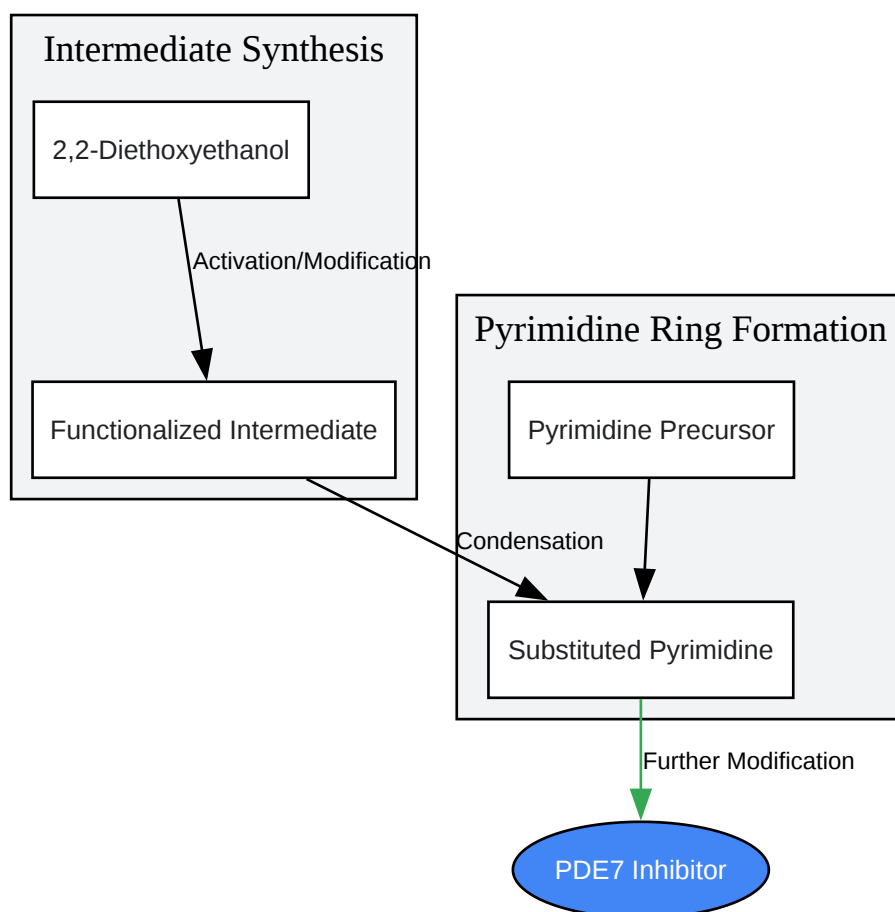 Intermediate Synthesis
2,2-Diethoxyethanol
Activation/Modification
Functionalized Intermediate
Pyrimidine Ring Formation
Pyrimidine Precursor
Condensation
Substituted Pyrimidine
Further Modification
PDE7 Inhibitor